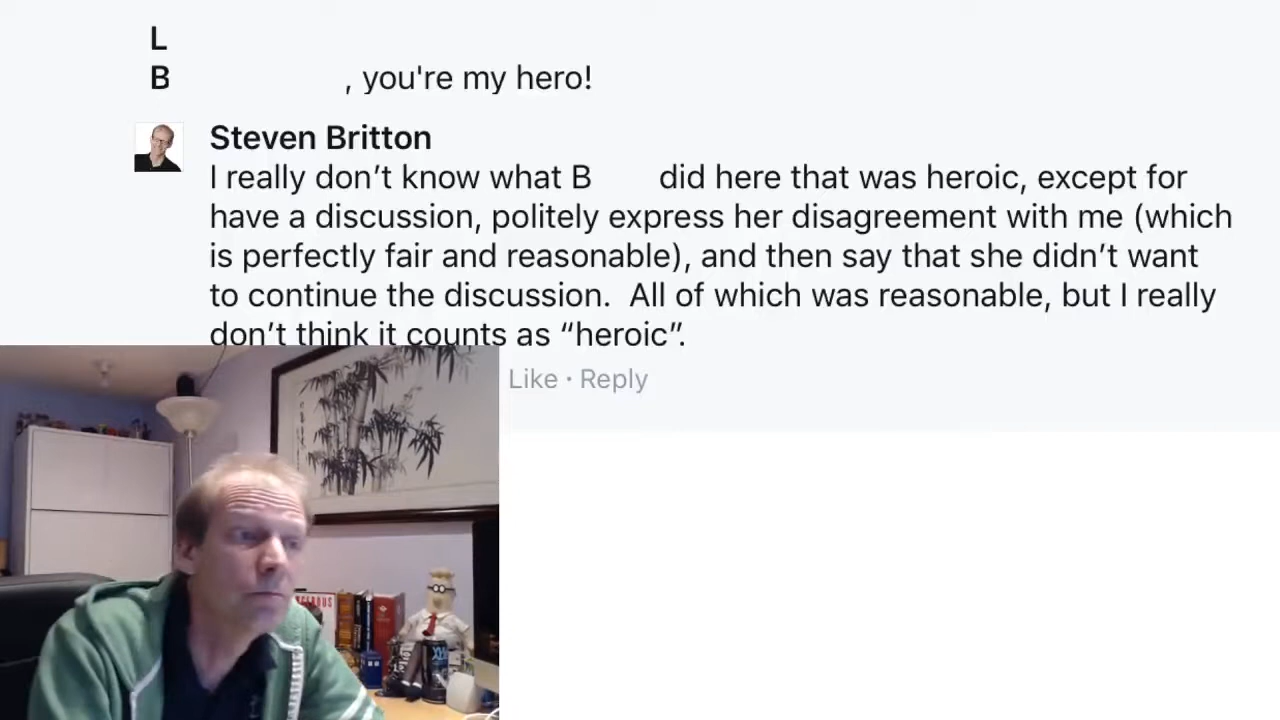 L
B , you're my hero!
Steven Britton
I really don’t know what B did here that was heroic, except for
have a discussion, politely express her disagreement with me (which
is perfectly fair and reasonable), and then say that she didn’t want
to continue the discussion.  All of which was reasonable, but I really
don’t think it counts as “heroic”.
Like · Reply